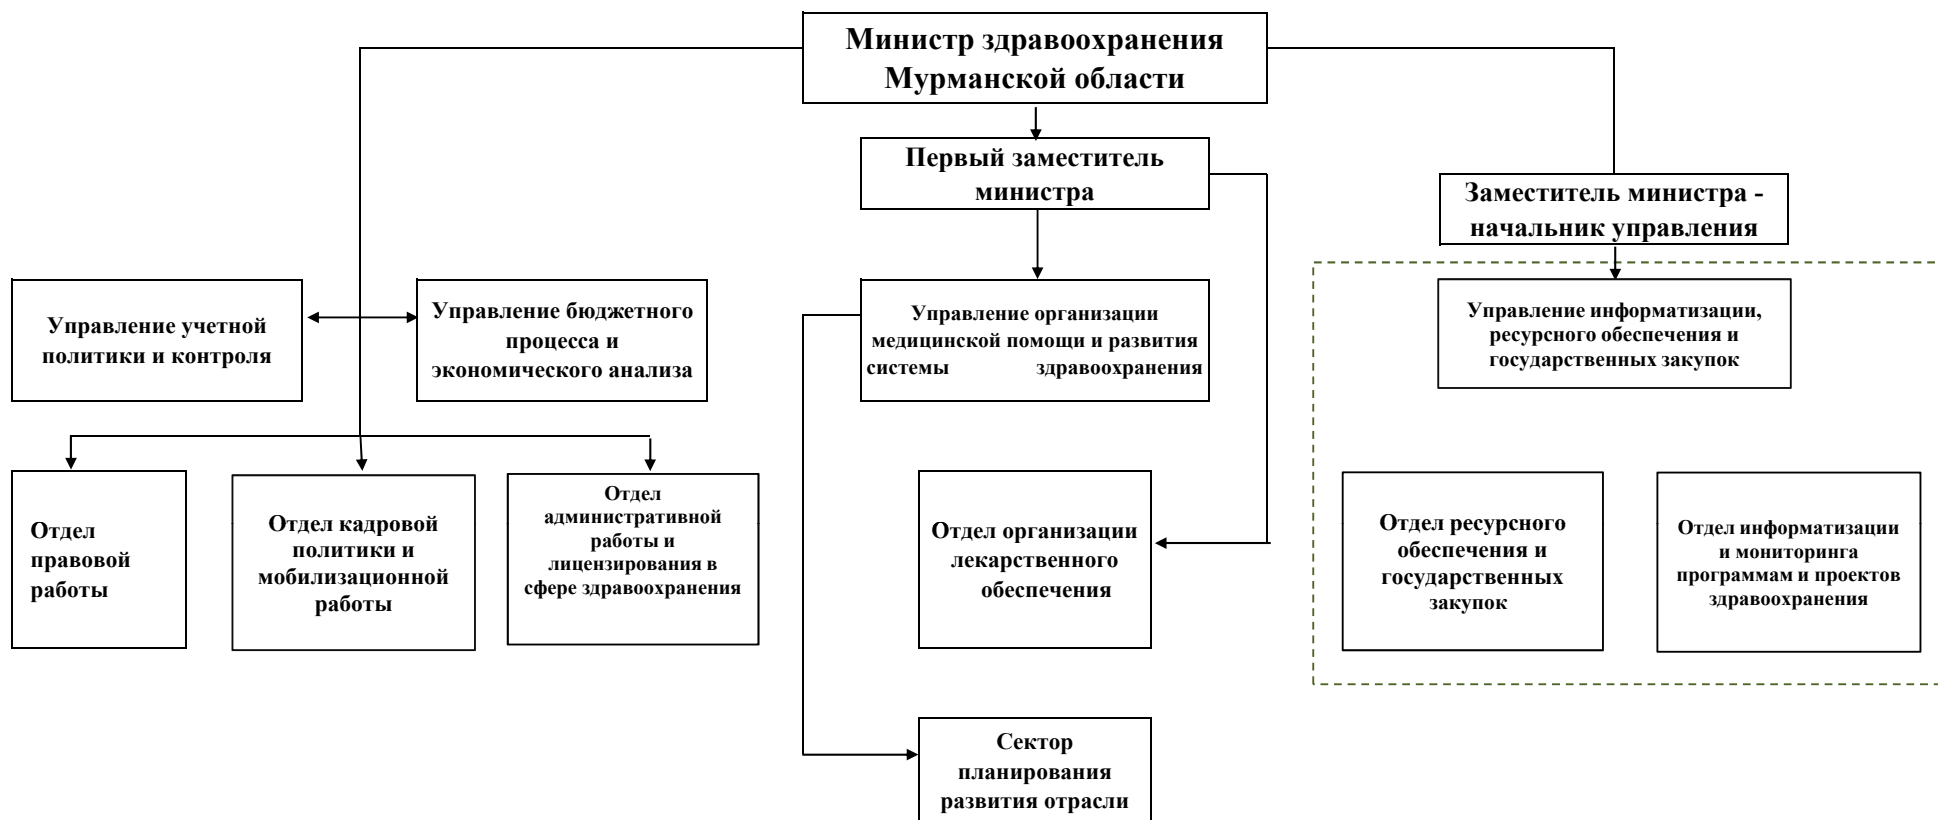 Министр здравоохранения
Мурманской области
Первый заместитель
министра
Заместитель министра -
начальник управления
Управление учетной
политики и контроля
Управление бюджетного
процесса и
экономического анализа
Управление организации
медицинской помощи и развития
системы здравоохранения
Управление информатизации,
ресурсного обеспечения и
государственных закупок
Отдел
правовой
работы
Отдел кадровой
политики и
мобилизационной
работы
Отдел
административной
работы и
лицензирования в
сфере здравоохранения
Отдел организации
лекарственного
обеспечения
Отдел ресурсного
обеспечения и
государственных
закупок
Отдел информатизации
и мониторинга
программам и проектов
здравоохранения
Сектор
планирования
развития отрасли